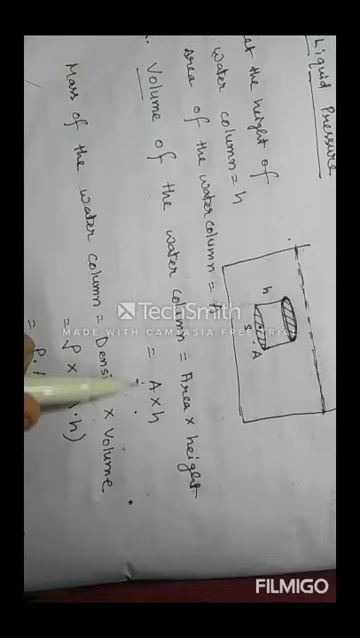 Liquid Pressure
et the height of
water column = h
Area of the water column = A
Volume of the water column = Area x height
= A x h
Mass of the water column = Densi x Volume
= ρ x · h)
= ρ.
h
S
A
TechSmith
MADE WITH CAMTASIA FREE TRIAL
FILMIGO